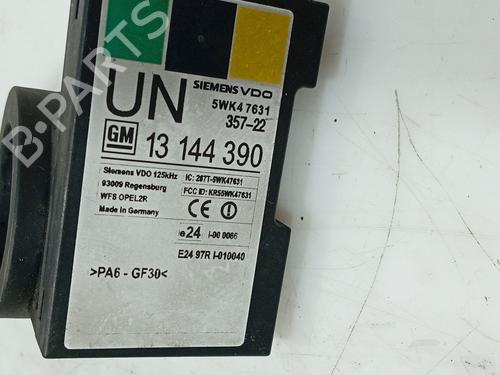 B-PARTS
UN
SIEMENS VDO
5WK4 7631
357-22
GM
13 144 390
Siemens VDO 125kHz
93009 Regensburg
WFS OPEL2R
Made in Germany
IC: 267T-5WK47631
FCC ID: KR55WK47631
CE
e24 I-00 0066
E24 97R I-010040
>PA6 - GF30<